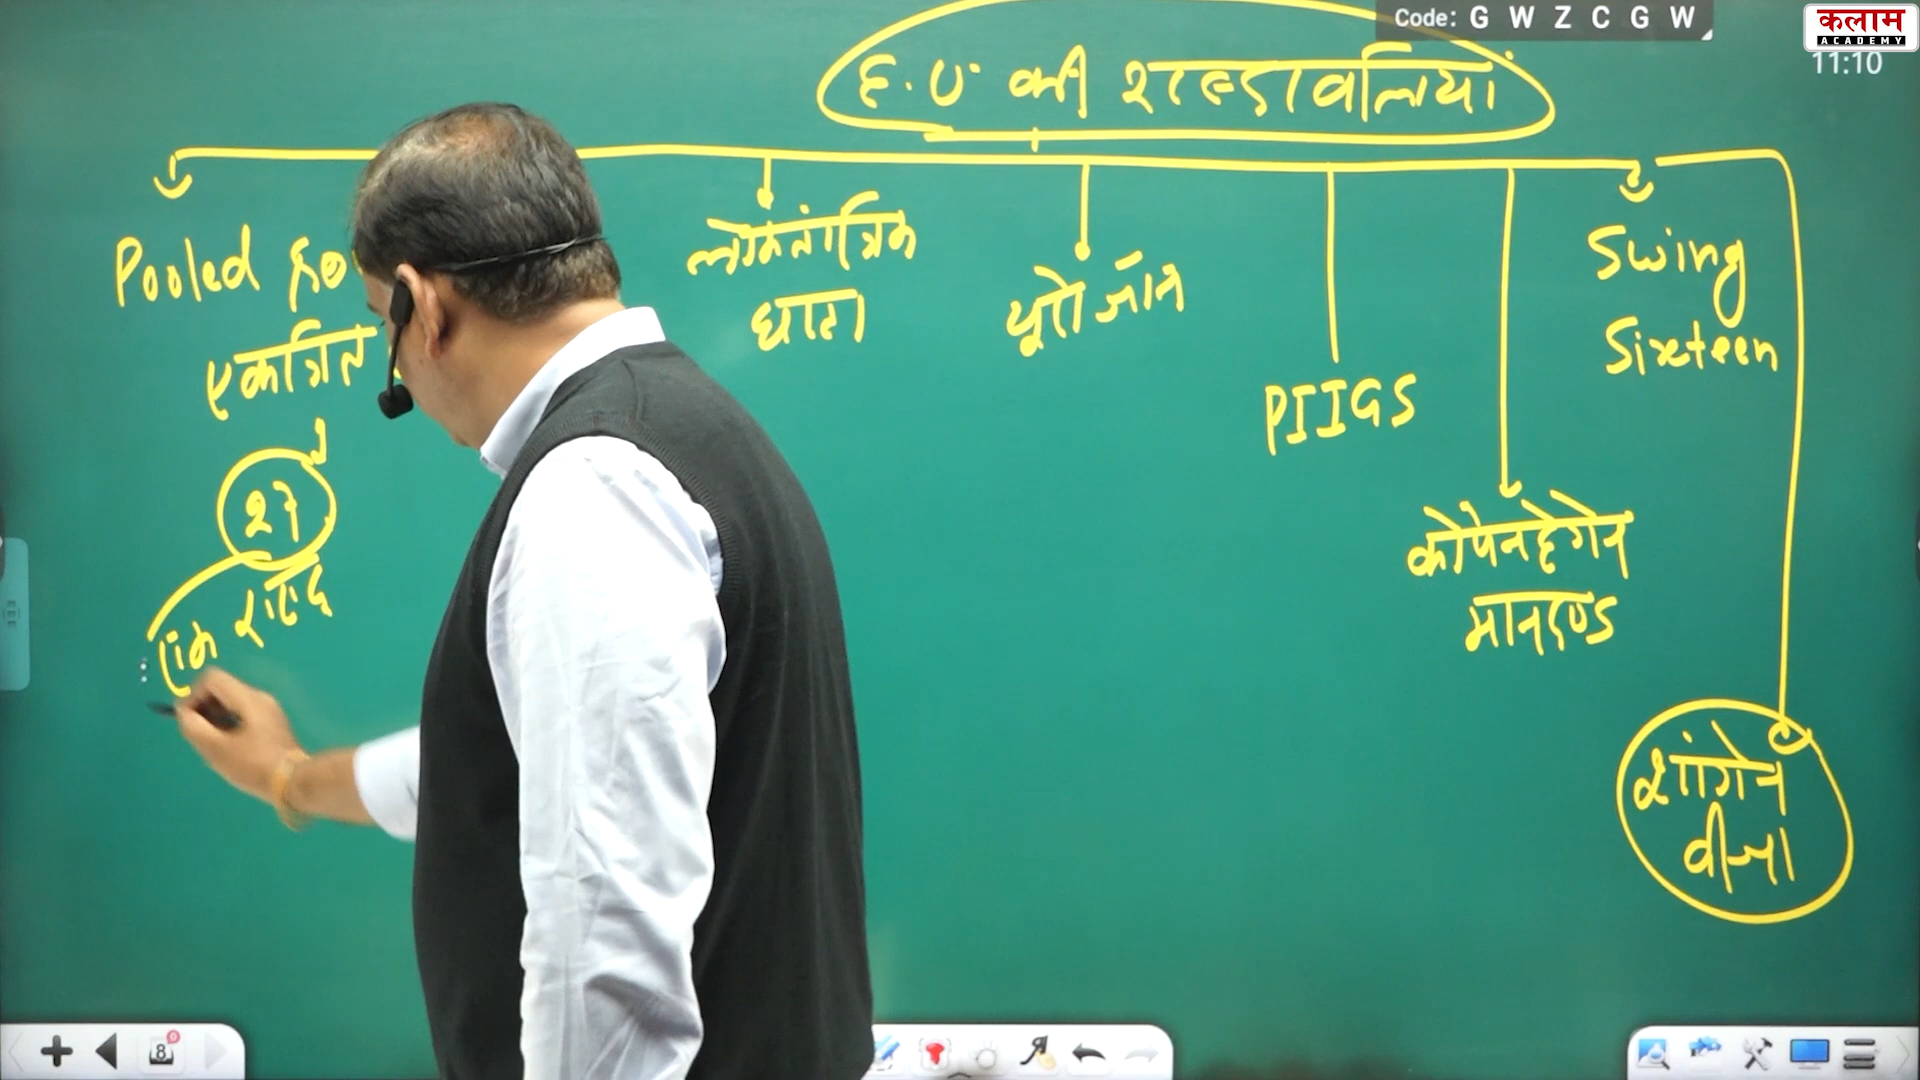 Code: G W Z C G W
कलाम
ACADEMY
11:10
E.U की शब्दावलियां
Pooled
एकत्रित
27
राष्ट्र
लोकतांत्रिक
घाटा
यूरोजॉन
PIIGS
कोपेनहेगेन
मानदण्ड
Swing
Sixteen
शांगेन
वीजा
8